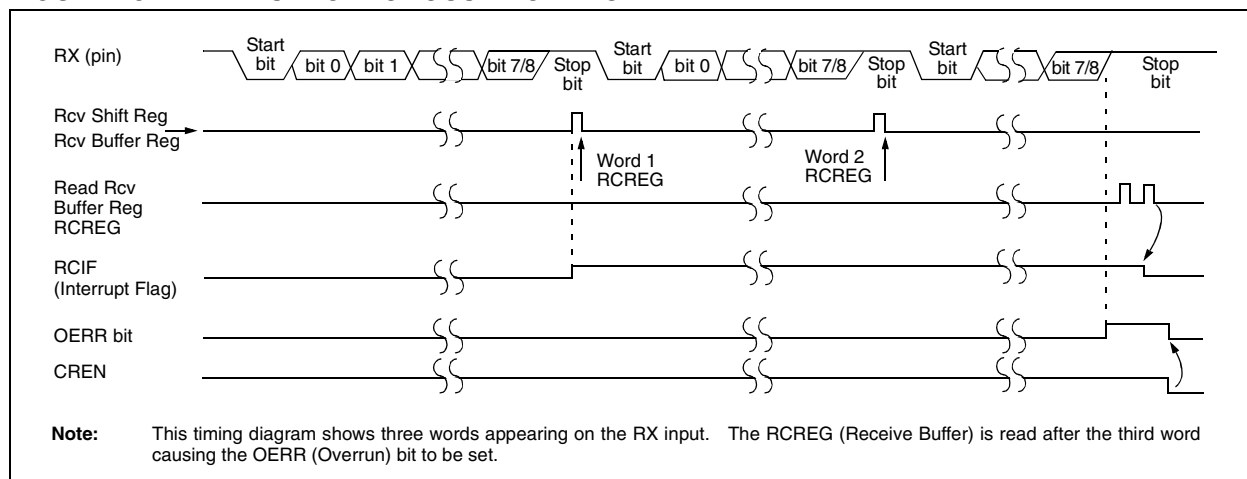 RX (pin)
Start bit
bit 0
bit 1
bit 7/8
Stop bit
Start bit
bit 0
bit 7/8
Stop bit
Start bit
bit 7/8
Stop bit
Rcv Shift Reg
Rcv Buffer Reg
Word 1
RCREG
Word 2
RCREG
Read Rcv
Buffer Reg
RCREG
RCIF
(Interrupt Flag)
OERR bit
CREN
Note: This timing diagram shows three words appearing on the RX input. The RCREG (Receive Buffer) is read after the third word
causing the OERR (Overrun) bit to be set.